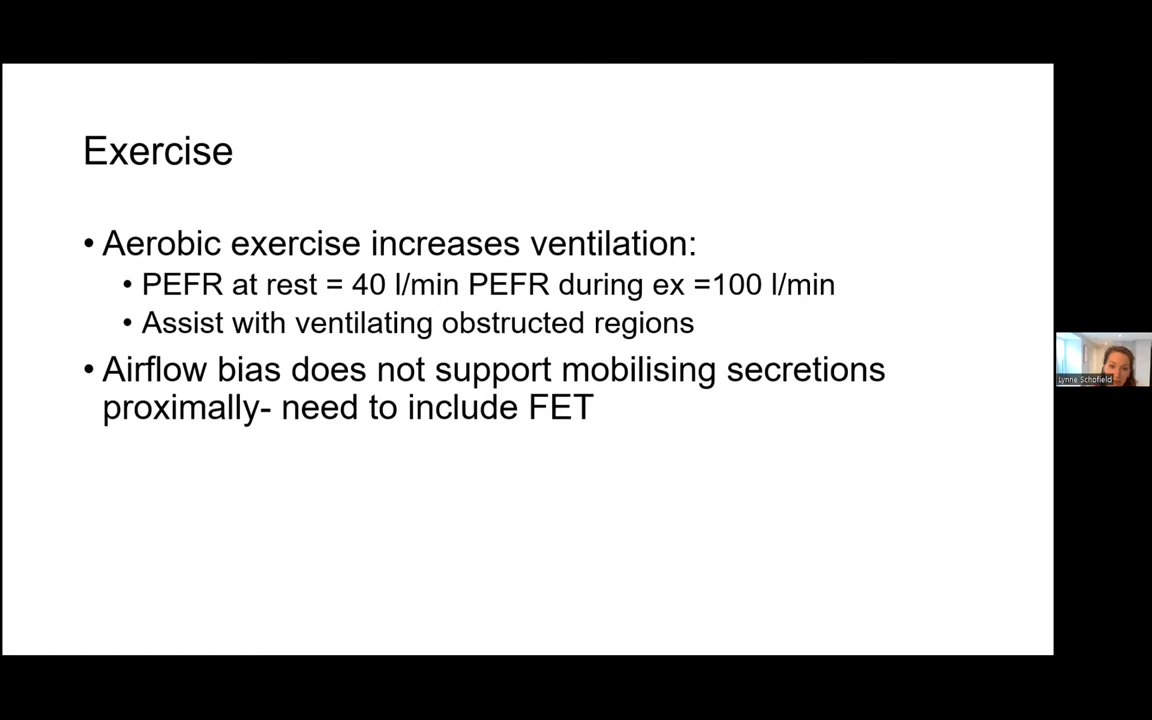 Exercise
• Aerobic exercise increases ventilation:
• PEFR at rest = 40 l/min PEFR during ex =100 l/min
• Assist with ventilating obstructed regions
• Airflow bias does not support mobilising secretions
proximally- need to include FET
Lynne Schofield